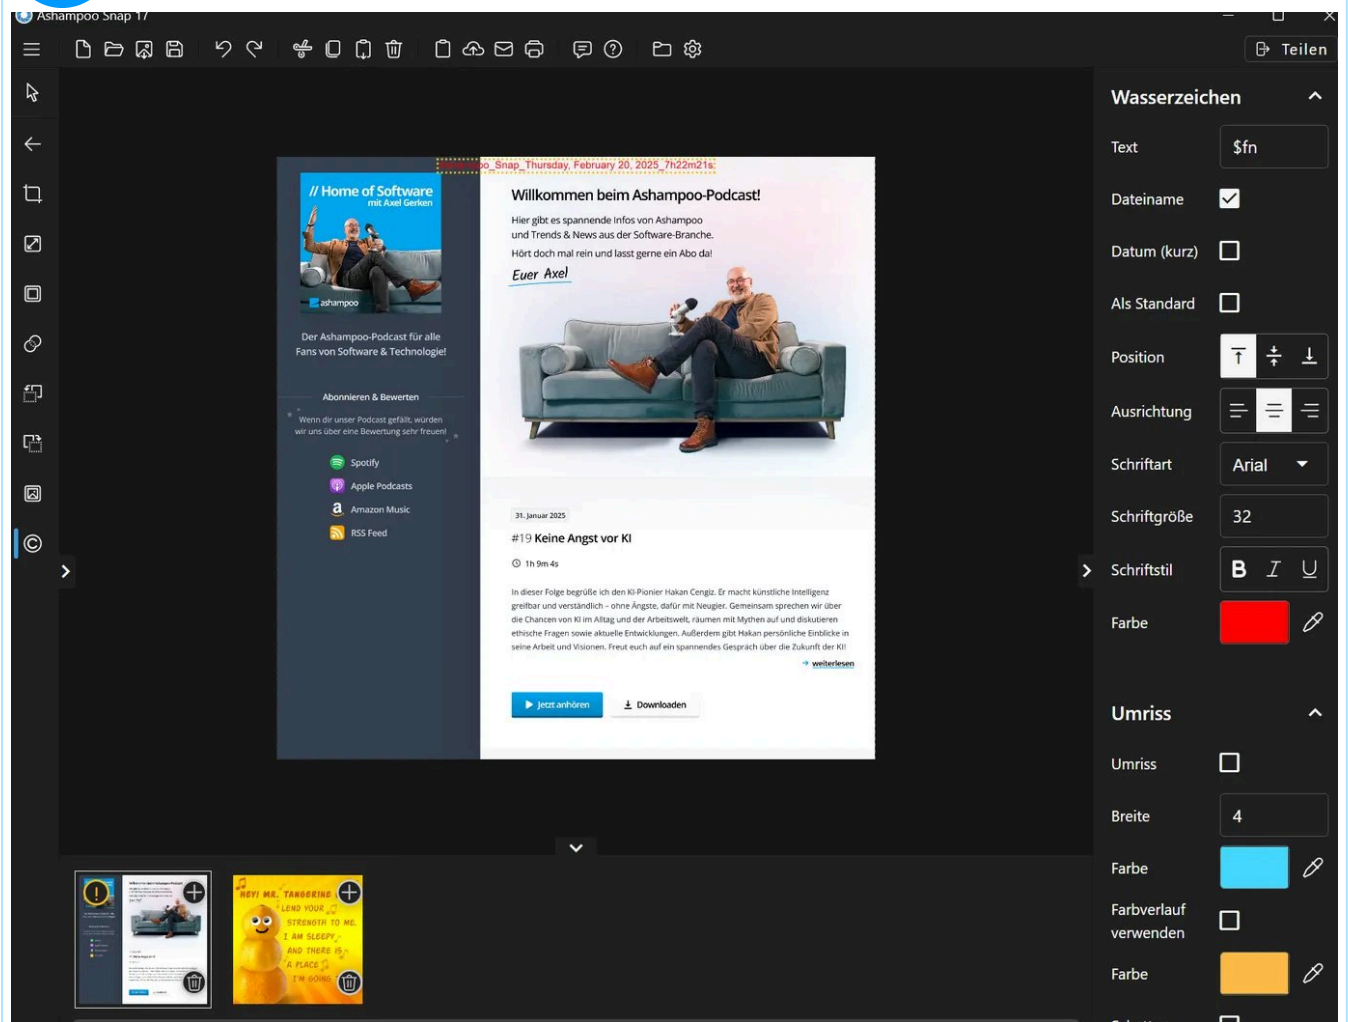 Ashampoo Snap 17
Teilen
_Snap_Thursday, February 20, 2025_7h22m21s
// Home of Software
mit Axel Gerken
ashampoo
Der Ashampoo-Podcast für alle
Fans von Software & Technologie!
Abonnieren & Bewerten
Wenn dir unser Podcast gefällt, würden
wir uns über eine Bewertung sehr freuen!
Spotify
Apple Podcasts
Amazon Music
RSS Feed
Willkommen beim Ashampoo-Podcast!
Hier gibt es spannende Infos von Ashampoo
und Trends & News aus der Software-Branche.
Hört doch mal rein und lasst gerne ein Abo da!
Euer Axel
31. Januar 2025
#19 Keine Angst vor KI
1h 9m 4s
In dieser Folge begrüße ich den KI-Pionier Hakan Cengiz. Er macht künstliche Intelligenz
greifbar und verständlich – ohne Ängste, dafür mit Neugier. Gemeinsam sprechen wir über
die Chancen von KI im Alltag und der Arbeitswelt, räumen mit Mythen auf und diskutieren
ethische Fragen sowie aktuelle Entwicklungen. Außerdem gibt Hakan persönliche Einblicke in
seine Arbeit und Visionen. Freut euch auf ein spannendes Gespräch über die Zukunft der KI!
weiterlesen
Jetzt anhören
Downloaden
HEY! MR. TANGERINE
LEND YOUR
STRENGTH TO ME.
I AM SLEEPY
AND THERE IS
A PLACE
I'M GOING
Wasserzeichen
Text
$fn
Dateiname
Datum (kurz)
Als Standard
Position
Ausrichtung
Schriftart
Arial
Schriftgröße
32
Schriftstil
B I U
Farbe
Umriss
Umriss
Breite
4
Farbe
Farbverlauf
verwenden
Farbe